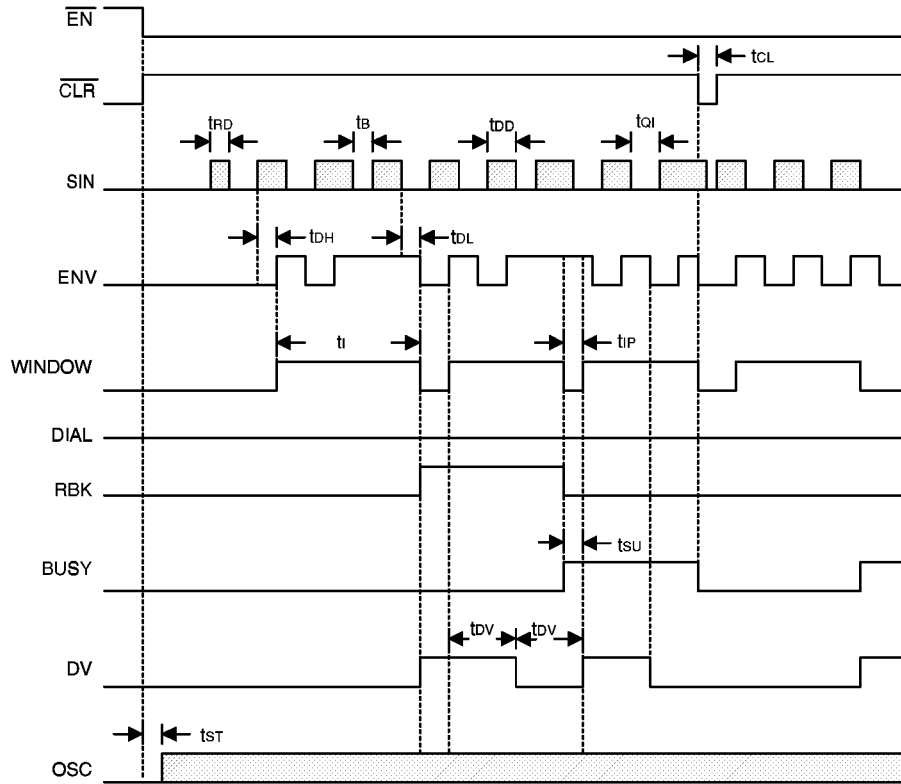 EN
tCL
CLR
tRD
tB
tDD
tQI
SIN
tDH
tDL
ENV
tI
tIP
WINDOW
DIAL
RBK
tSU
BUSY
tDV
tDV
DV
tST
OSC